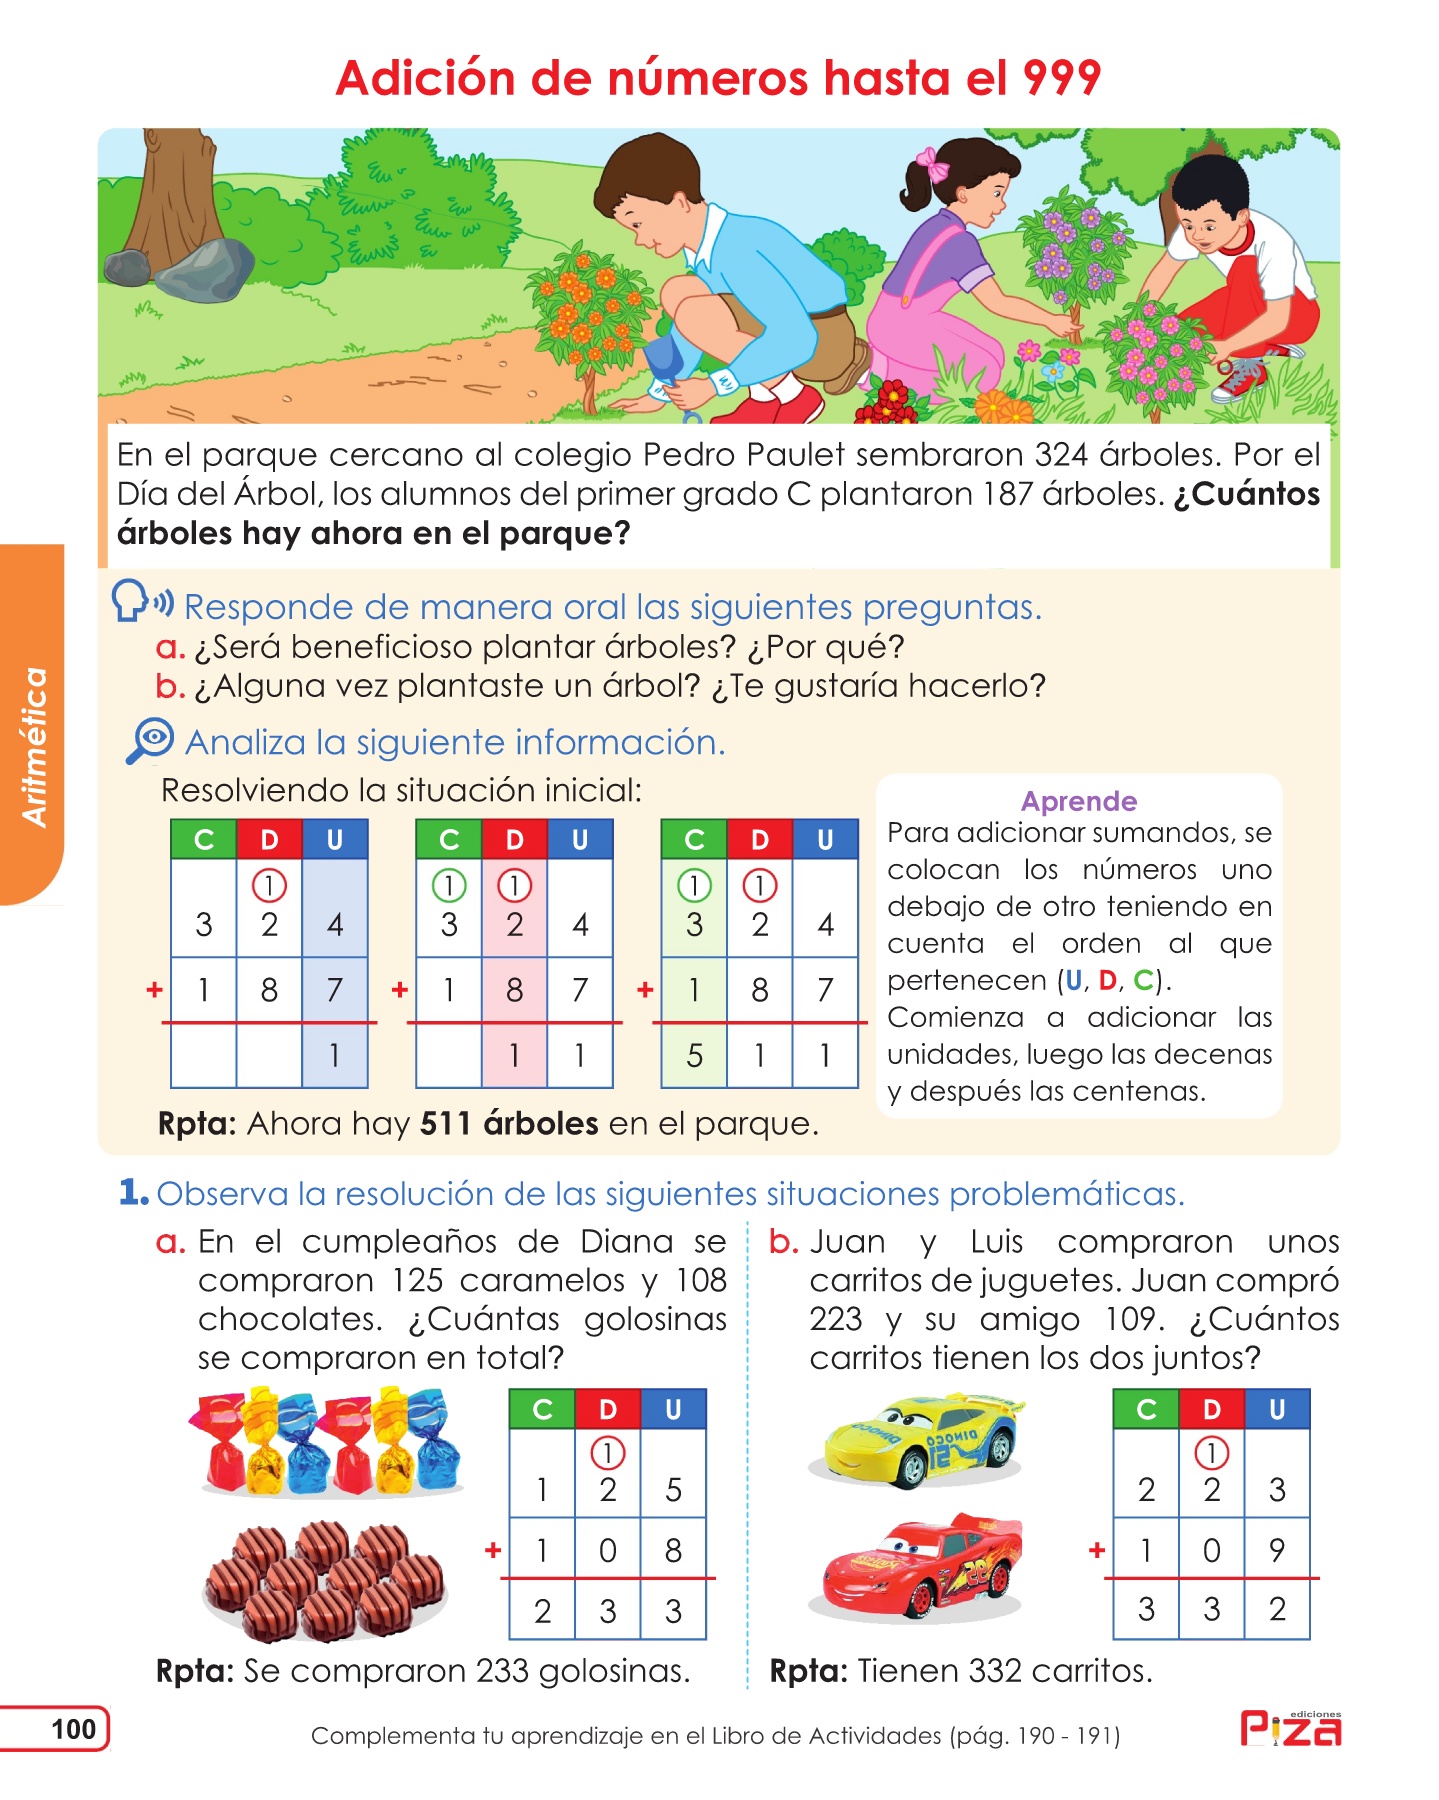 Adición de números hasta el 999
En el parque cercano al colegio Pedro Paulet sembraron 324 árboles. Por el
Día del Árbol, los alumnos del primer grado C plantaron 187 árboles. ¿Cuántos
árboles hay ahora en el parque?
Responde de manera oral las siguientes preguntas.
a. ¿Será beneficioso plantar árboles? ¿Por qué?
b. ¿Alguna vez plantaste un árbol? ¿Te gustaría hacerlo?
Aritmética
Analiza la siguiente información.
Resolviendo la situación inicial:
C D U
1
3 2 4
+ 1 8 7
1
C D U
1 1
3 2 4
+ 1 8 7
1 1
C D U
1 1
3 2 4
+ 1 8 7
5 1 1
Aprende
Para adicionar sumandos, se
colocan los números uno
debajo de otro teniendo en
cuenta el orden al que
pertenecen (U, D, C).
Comienza a adicionar las
unidades, luego las decenas
y después las centenas.
Rpta: Ahora hay 511 árboles en el parque.
1. Observa la resolución de las siguientes situaciones problemáticas.
a. En el cumpleaños de Diana se
compraron 125 caramelos y 108
chocolates. ¿Cuántas golosinas
se compraron en total?
C D U
1
1 2 5
+ 1 0 8
2 3 3
Rpta: Se compraron 233 golosinas.
b. Juan y Luis compraron unos
carritos de juguetes. Juan compró
223 y su amigo 109. ¿Cuántos
carritos tienen los dos juntos?
DINOCO
DINOCO
51
95
C D U
1
2 2 3
+ 1 0 9
3 3 2
Rpta: Tienen 332 carritos.
100
Complementa tu aprendizaje en el Libro de Actividades (pág. 190 - 191)
ediciones
Piza